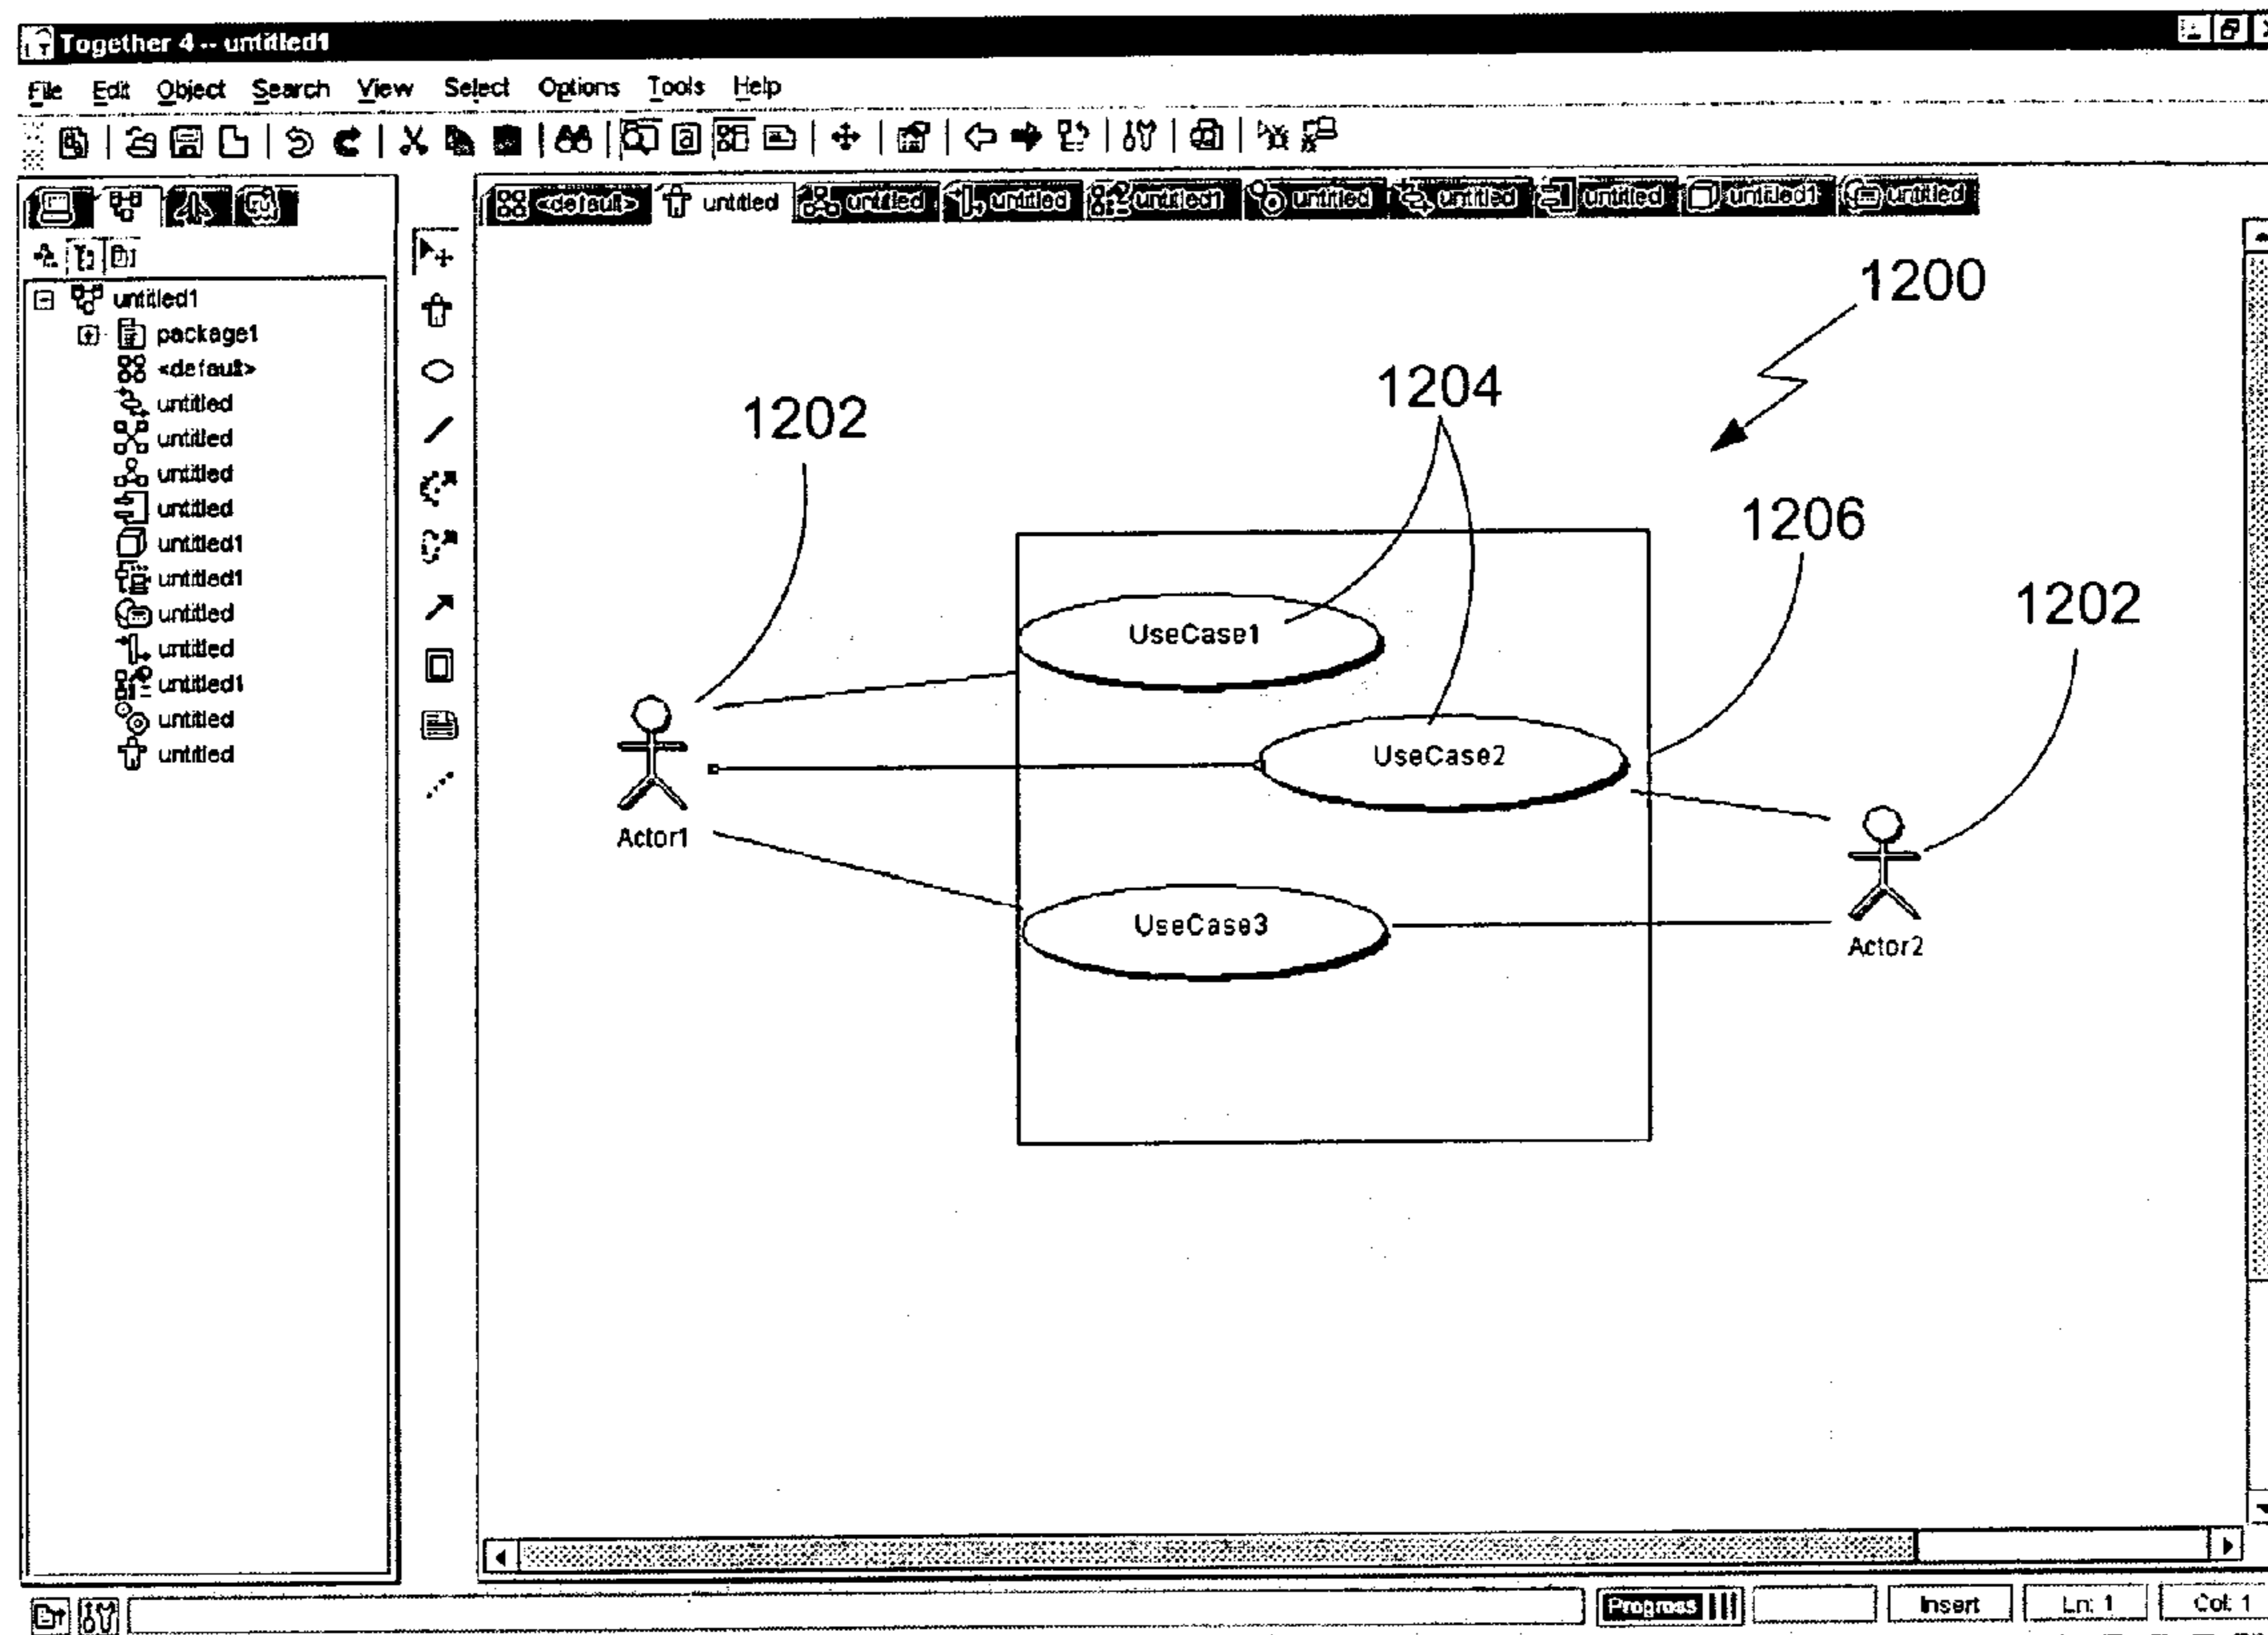 Together 4 -- untitled1
File Edit Object Search View Select Options Tools Help
<default> untitled untitled untitled untitled1 untitled untitled untitled untitled1 untitled
untitled1
package1
<default>
untitled
untitled
untitled
untitled
untitled1
untitled1
untitled
untitled
untitled1
untitled
untitled
1200
1204
1202
1206
1202
UseCase1
UseCase2
UseCase3
Actor1
Actor2
Progress Insert Ln: 1 Col: 1